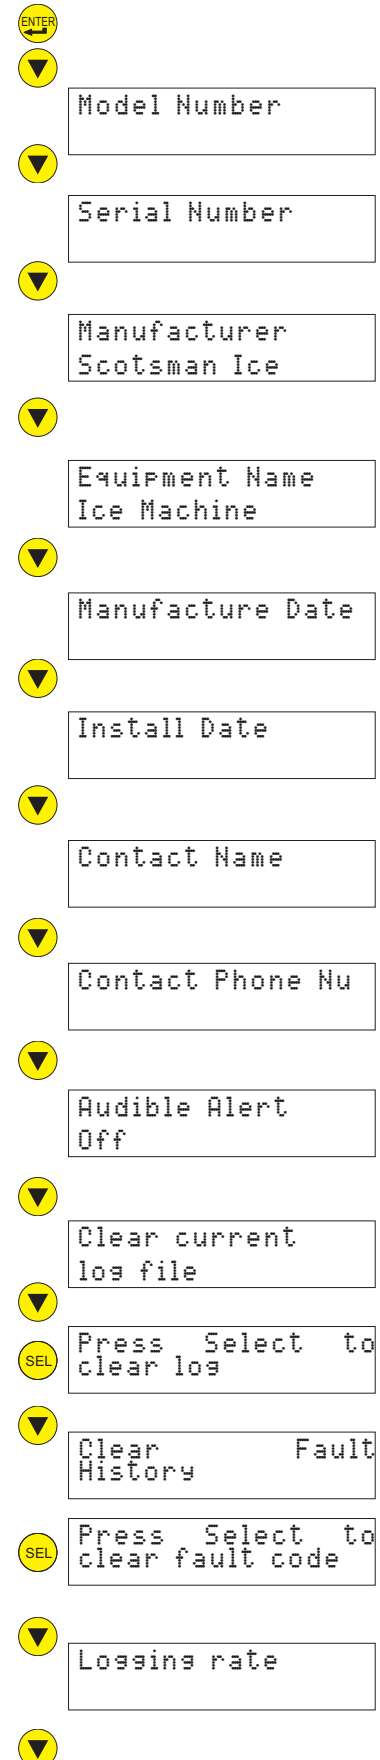 ENTER
Model Number
Serial Number
Manufacturer
Scotsman Ice
Equipment Name
Ice Machine
Manufacture Date
Install Date
Contact Name
Contact Phone Nu
Audible Alert
Off
Clear current
log file
SEL
Press Select to
clear log
Clear Fault
History
SEL
Press Select to
clear fault code
Logging rate